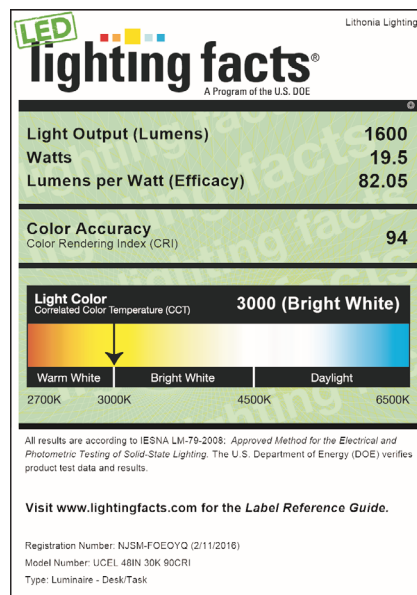 Lithonia Lighting
LED
lighting facts®
A Program of the U.S. DOE
Light Output (Lumens) 1600
Watts 19.5
Lumens per Watt (Efficacy) 82.05
Color Accuracy
Color Rendering Index (CRI) 94
Light Color
Correlated Color Temperature (CCT) 3000 (Bright White)
Warm White Bright White Daylight
2700K 3000K 4500K 6500K
All results are according to IESNA LM-79-2008: Approved Method for the Electrical and
Photometric Testing of Solid-State Lighting. The U.S. Department of Energy (DOE) verifies
product test data and results.
Visit www.lightingfacts.com for the Label Reference Guide.
Registration Number: NJSM-FOEOYQ (2/11/2016)
Model Number: UCEL 48IN 30K 90CRI
Type: Luminaire - Desk/Task